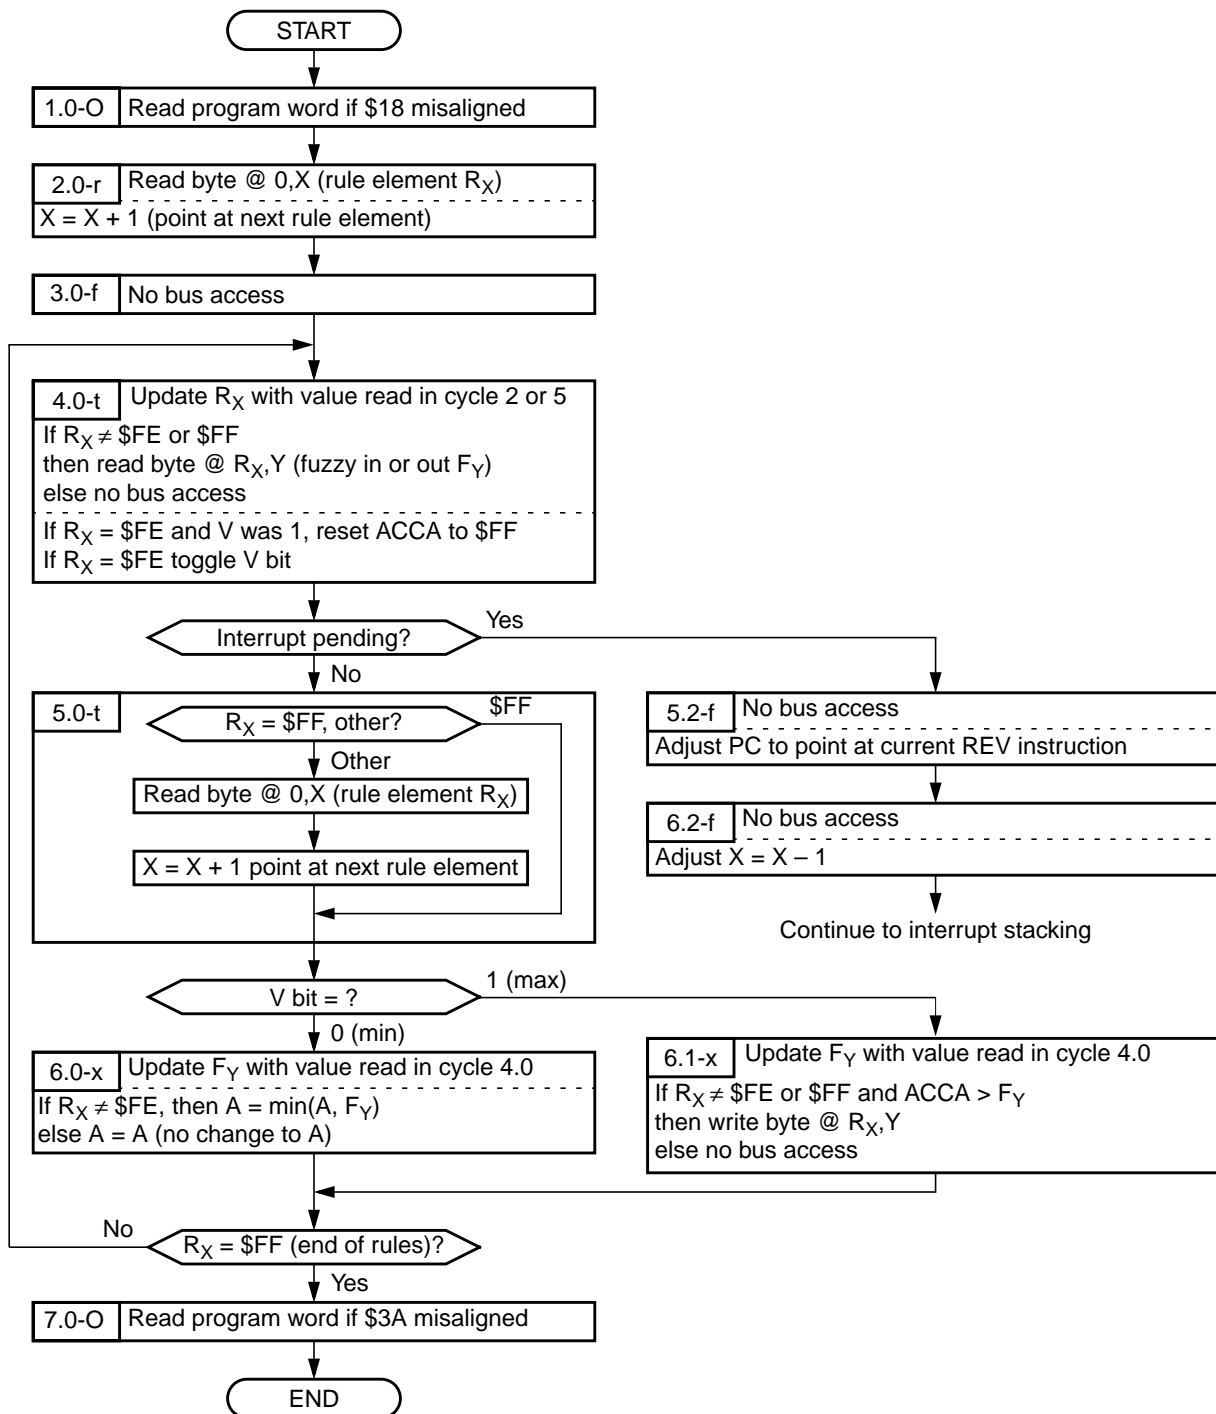 START
1.0-O Read program word if $18 misaligned
2.0-r Read byte @ 0,X (rule element RX)
X = X + 1 (point at next rule element)
3.0-f No bus access
4.0-t Update RX with value read in cycle 2 or 5
If RX ≠ $FE or $FF
then read byte @ RX,Y (fuzzy in or out FY)
else no bus access
If RX = $FE and V was 1, reset ACCA to $FF
If RX = $FE toggle V bit
Interrupt pending?
Yes
No
5.0-t
RX = $FF, other?
$FF
Other
Read byte @ 0,X (rule element RX)
X = X + 1 point at next rule element
5.2-f No bus access
Adjust PC to point at current REV instruction
6.2-f No bus access
Adjust X = X – 1
Continue to interrupt stacking
V bit = ?
1 (max)
0 (min)
6.0-x Update FY with value read in cycle 4.0
If RX ≠ $FE, then A = min(A, FY)
else A = A (no change to A)
6.1-x Update FY with value read in cycle 4.0
If RX ≠ $FE or $FF and ACCA > FY
then write byte @ RX,Y
else no bus access
No
RX = $FF (end of rules)?
Yes
7.0-O Read program word if $3A misaligned
END